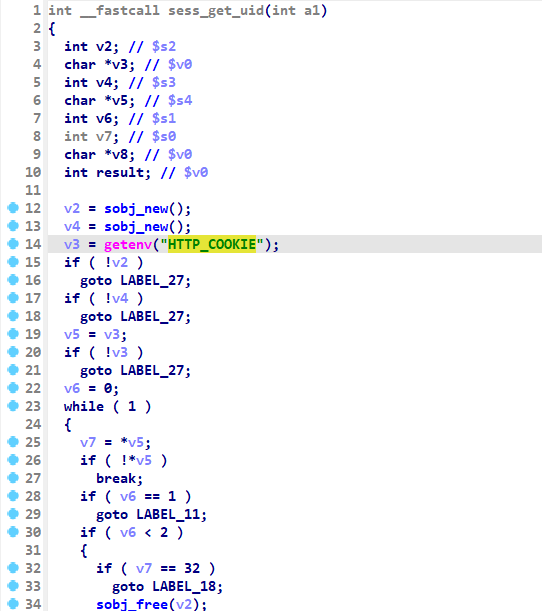 1 int __fastcall sess_get_uid(int a1)
2 {
3 int v2; // $s2
4 char *v3; // $v0
5 int v4; // $s3
6 char *v5; // $s4
7 int v6; // $s1
8 int v7; // $s0
9 char *v8; // $v0
10 int result; // $v0
11
12 v2 = sobj_new();
13 v4 = sobj_new();
14 v3 = getenv("HTTP_COOKIE");
15 if ( !v2 )
16 goto LABEL_27;
17 if ( !v4 )
18 goto LABEL_27;
19 v5 = v3;
20 if ( !v3 )
21 goto LABEL_27;
22 v6 = 0;
23 while ( 1 )
24 {
25 v7 = *v5;
26 if ( !*v5 )
27 break;
28 if ( v6 == 1 )
29 goto LABEL_11;
30 if ( v6 < 2 )
31 {
32 if ( v7 == 32 )
33 goto LABEL_18;
34 sobj_free(v2);